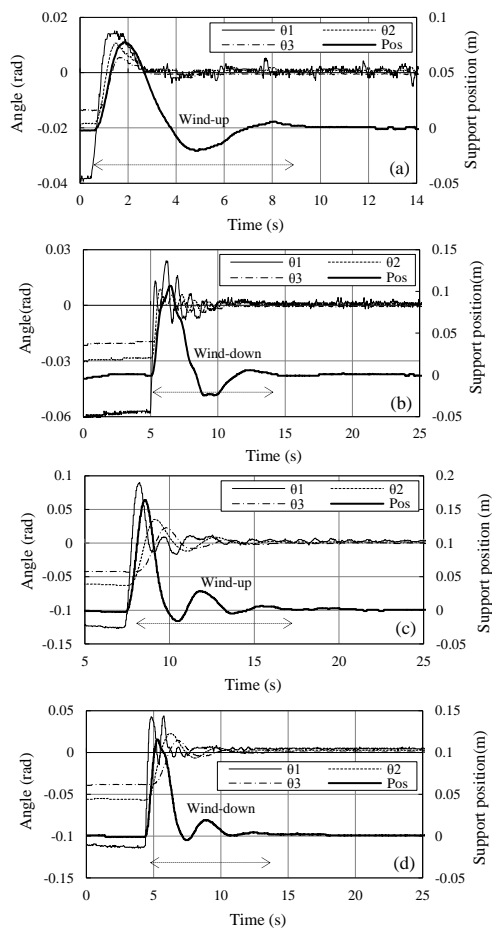 0.02 0.1
θ1 θ2
θ3 Pos
0 0.05
Wind-up
-0.02 0
(a)
-0.04 -0.05
0 2 4 6 8 10 12 14
Time (s)
Angle (rad)
Support position (m)
0.03 0.15
θ1 θ2
θ3 Pos
0 0.1
0.05
Wind-down
-0.03 0
(b)
-0.06 -0.05
0 5 10 15 20 25
Time (s)
Angle(rad)
Support position(m)
0.1 0.2
θ1 θ2
θ3 Pos
0.05 0.15
0 0.1
-0.05 0.05
Wind-up
-0.1 0
(c)
-0.15 -0.05
5 10 15 20 25
Time (s)
Angle (rad)
Support position (m)
0.05 0.15
0 0.1
θ1 θ2
θ3 Pos
-0.05 0.05
Wind-down
-0.1 0
(d)
-0.15 -0.05
0 5 10 15 20 25
Time (s)
Angle (rad)
Support position(m)